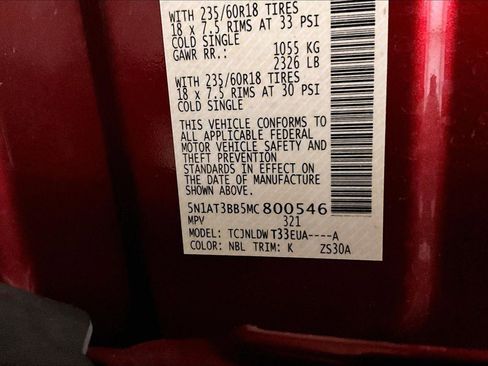 WITH 235/60R18 TIRES
18 x 7.5 RIMS AT 33 PSI
COLD SINGLE
GAWR RR.: 1055 KG
2326 LB
WITH 235/60R18 TIRES
18 x 7.5 RIMS AT 30 PSI
COLD SINGLE
THIS VEHICLE CONFORMS TO
ALL APPLICABLE FEDERAL
MOTOR VEHICLE SAFETY AND
THEFT PREVENTION
STANDARDS IN EFFECT ON
THE DATE OF MANUFACTURE
SHOWN ABOVE.
5N1AT3BB5MC800546
MPV 321
MODEL: TCJNLDWT33EUA----A
COLOR: NBL TRIM: K ZS30A